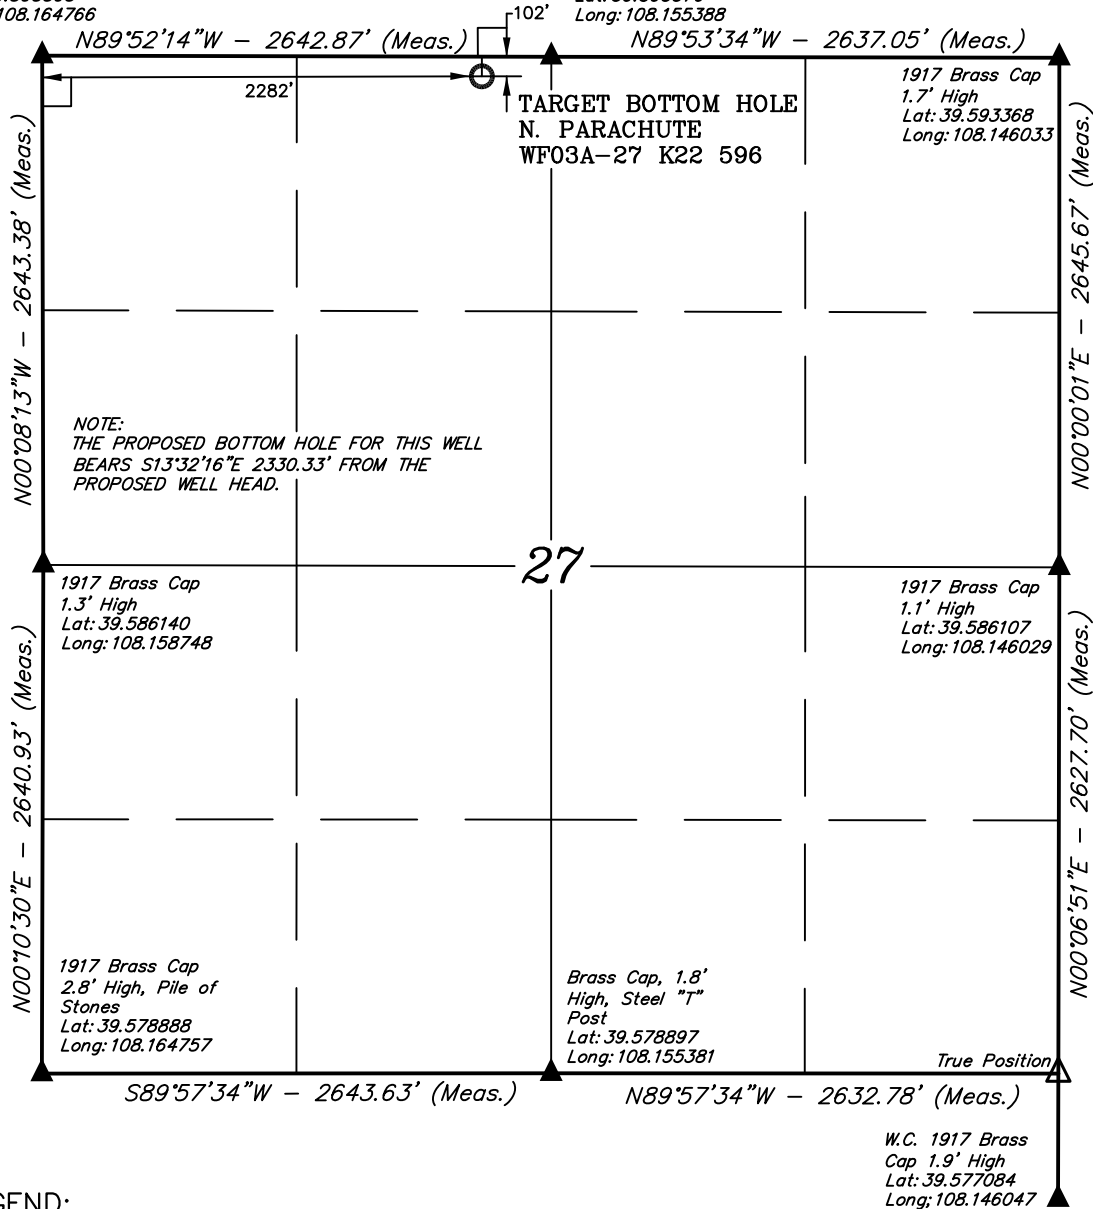 108.164766
Long: 108.155388
102'
N89°52'14"W - 2642.87' (Meas.)
N89°53'34"W - 2637.05' (Meas.)
2282'
TARGET BOTTOM HOLE
N. PARACHUTE
WF03A-27 K22 596
1917 Brass Cap
1.7' High
Lat: 39.593368
Long: 108.146033
N00°08'13"W - 2643.38' (Meas.)
N00°00'01"E - 2645.67' (Meas.)
NOTE:
THE PROPOSED BOTTOM HOLE FOR THIS WELL
BEARS S13°32'16"E 2330.33' FROM THE
PROPOSED WELL HEAD.
27
1917 Brass Cap
1.3' High
Lat: 39.586140
Long: 108.158748
1917 Brass Cap
1.1' High
Lat: 39.586107
Long: 108.146029
N00°10'30"E - 2640.93' (Meas.)
N00°06'51"E - 2627.70' (Meas.)
1917 Brass Cap
2.8' High, Pile of
Stones
Lat: 39.578888
Long: 108.164757
Brass Cap, 1.8'
High, Steel "T"
Post
Lat: 39.578897
Long: 108.155381
True Position
S89°57'34"W - 2643.63' (Meas.)
N89°57'34"W - 2632.78' (Meas.)
W.C. 1917 Brass
Cap 1.9' High
Lat: 39.577084
Long; 108.146047
GEND: